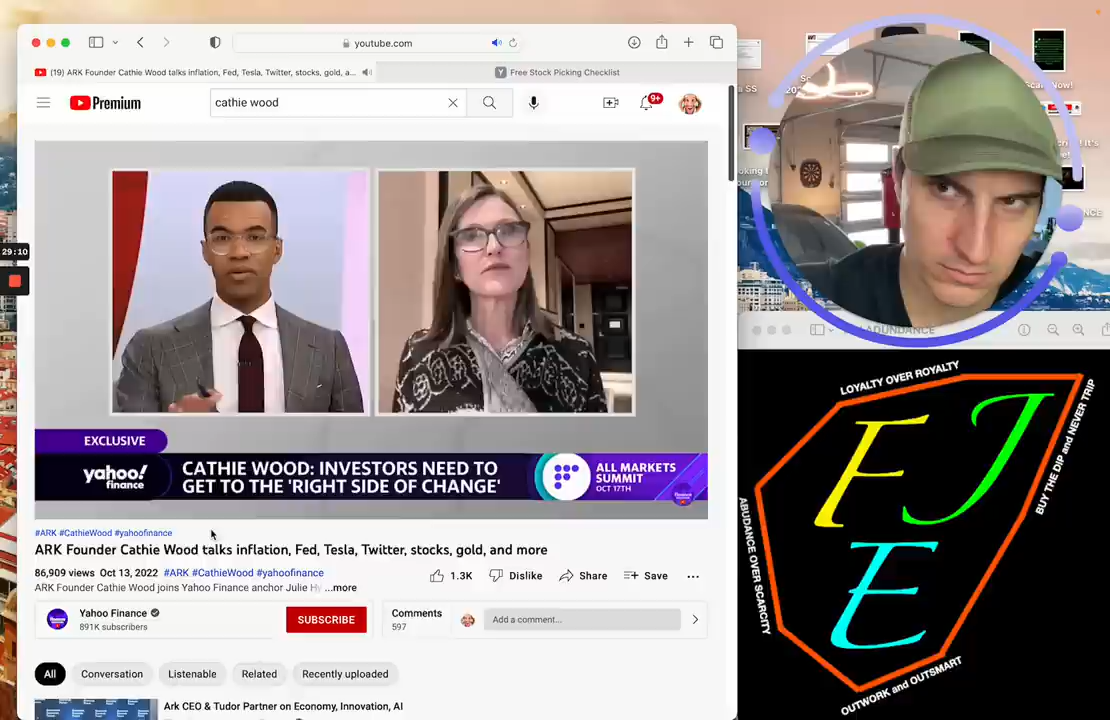 youtube.com
(19) ARK Founder Cathie Wood talks inflation, Fed, Tesla, Twitter, stocks, gold, a...
Y Free Stock Picking Checklist
Premium
cathie wood
9+
29:10
EXCLUSIVE
yahoo!
finance
CATHIE WOOD: INVESTORS NEED TO
GET TO THE 'RIGHT SIDE OF CHANGE'
ALL MARKETS
SUMMIT
OCT 17TH
#ARK #CathieWood #yahoofinance
ARK Founder Cathie Wood talks inflation, Fed, Tesla, Twitter, stocks, gold, and more
86,909 views Oct 13, 2022 #ARK #CathieWood #yahoofinance
ARK Founder Cathie Wood joins Yahoo Finance anchor Julie Hy ...more
1.3K
Dislike
Share
Save
Yahoo Finance
891K subscribers
SUBSCRIBE
Comments
597
Add a comment...
All
Conversation
Listenable
Related
Recently uploaded
Ark CEO & Tudor Partner on Economy, Innovation, AI
LOYALTY OVER ROYALTY
BUY THE DIP and NEVER TRIP
F J
E
ABUDANCE OVER SCARCITY
OUTWORK and OUTSMART